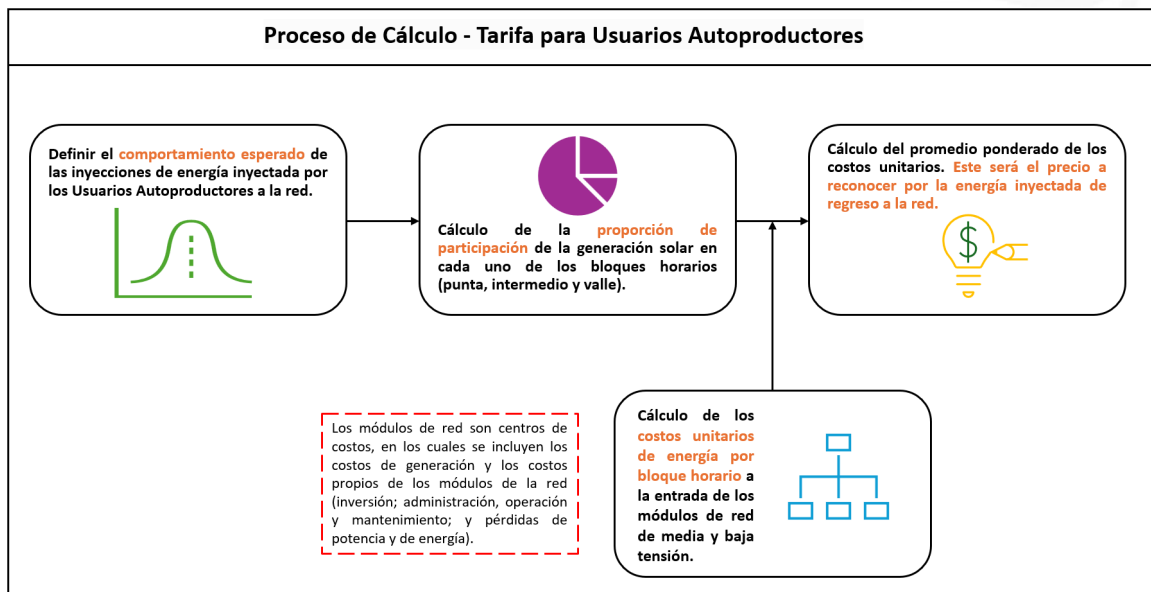 Proceso de Cálculo - Tarifa para Usuarios Autoproductores
Definir el comportamiento esperado de
las inyecciones de energía inyectada por
los Usuarios Autoproductores a la red.
Cálculo de la proporción de
participación de la generación solar en
cada uno de los bloques horarios
(punta, intermedio y valle).
Cálculo del promedio ponderado de los
costos unitarios. Este será el precio a
reconocer por la energía inyectada de
regreso a la red.
$
Los módulos de red son centros de
costos, en los cuales se incluyen los
costos de generación y los costos
propios de los módulos de la red
(inversión; administración, operación
y mantenimiento; y pérdidas de
potencia y de energía).
Cálculo de los
costos unitarios
de energía por
bloque horario a
la entrada de los
módulos de red
de media y baja
tensión.